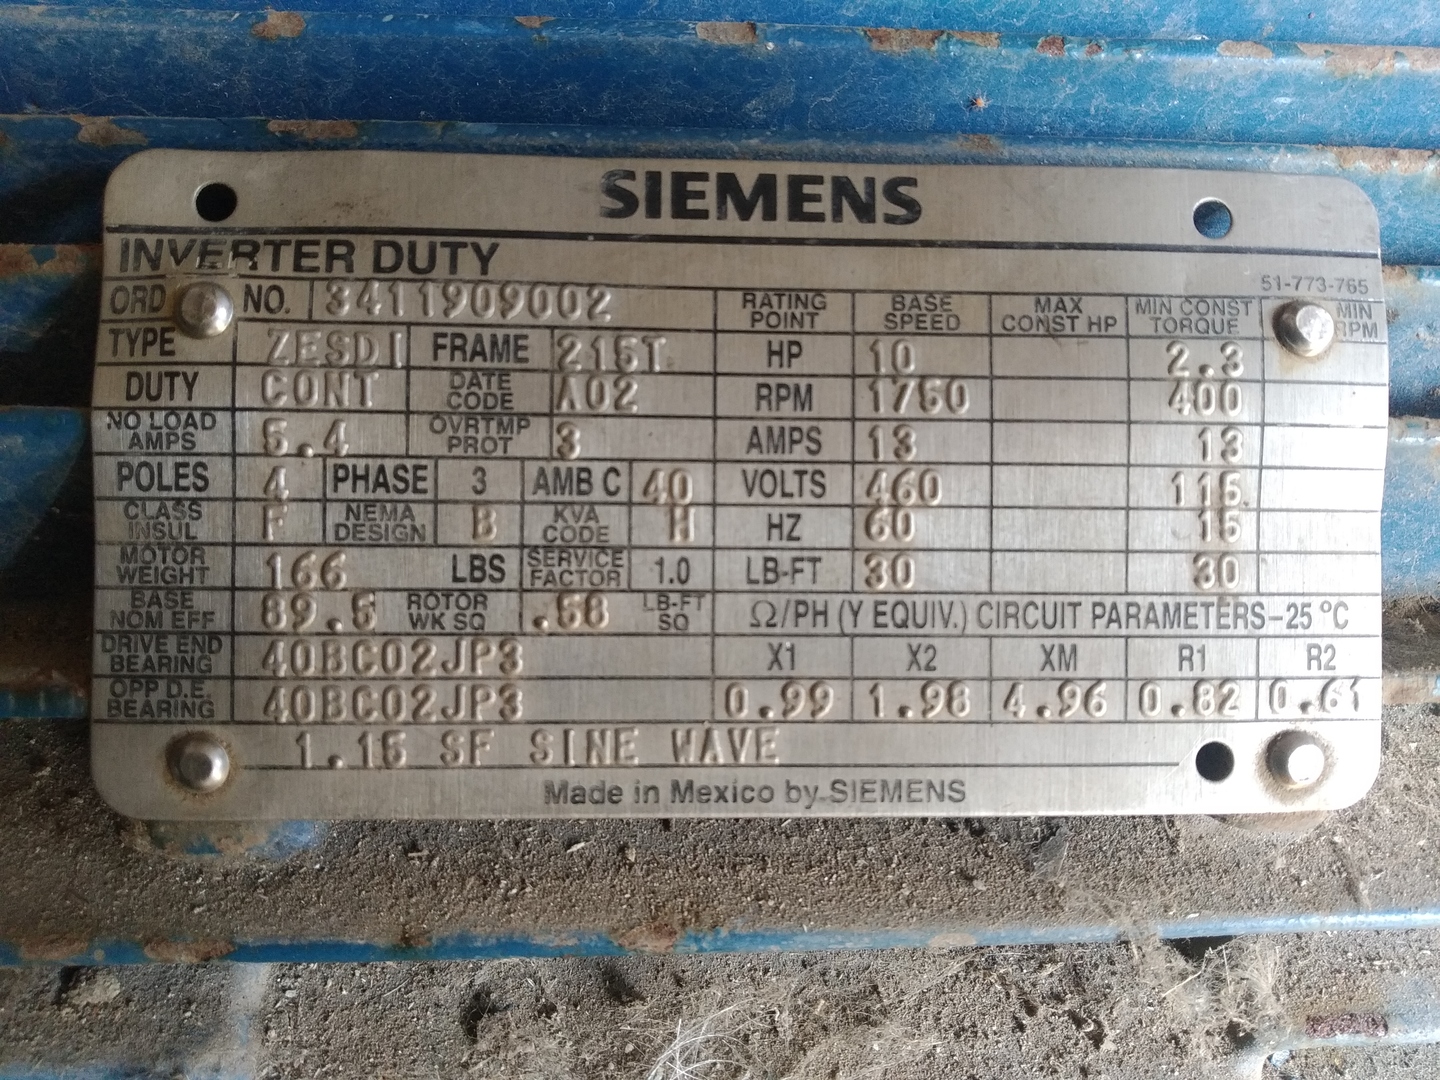 SIEMENS
INVERTER DUTY
51-773-765
ORD NO. 3411909002 RATING POINT BASE SPEED MAX CONST HP MIN CONST TORQUE MIN RPM
TYPE ZESDI FRAME 215T HP 10 2.3
DUTY CONT DATE CODE A02 RPM 1750 400
NO LOAD AMPS 5.4 OVRTMP PROT 3 AMPS 13 13
POLES 4 PHASE 3 AMB C 40 VOLTS 460 115
CLASS INSUL F NEMA DESIGN B KVA CODE H HZ 60 15
MOTOR WEIGHT 166 LBS SERVICE FACTOR 1.0 LB-FT 30 30
BASE NOM EFF 89.5 ROTOR WK SQ .58 LB-FT SQ Ω/PH (Y EQUIV.) CIRCUIT PARAMETERS-25 ºC
DRIVE END BEARING 40BC02JP3 X1 X2 XM R1 R2
OPP D.E. BEARING 40BC02JP3 0.99 1.98 4.96 0.82 0.61
1.15 SF SINE WAVE
Made in Mexico by SIEMENS